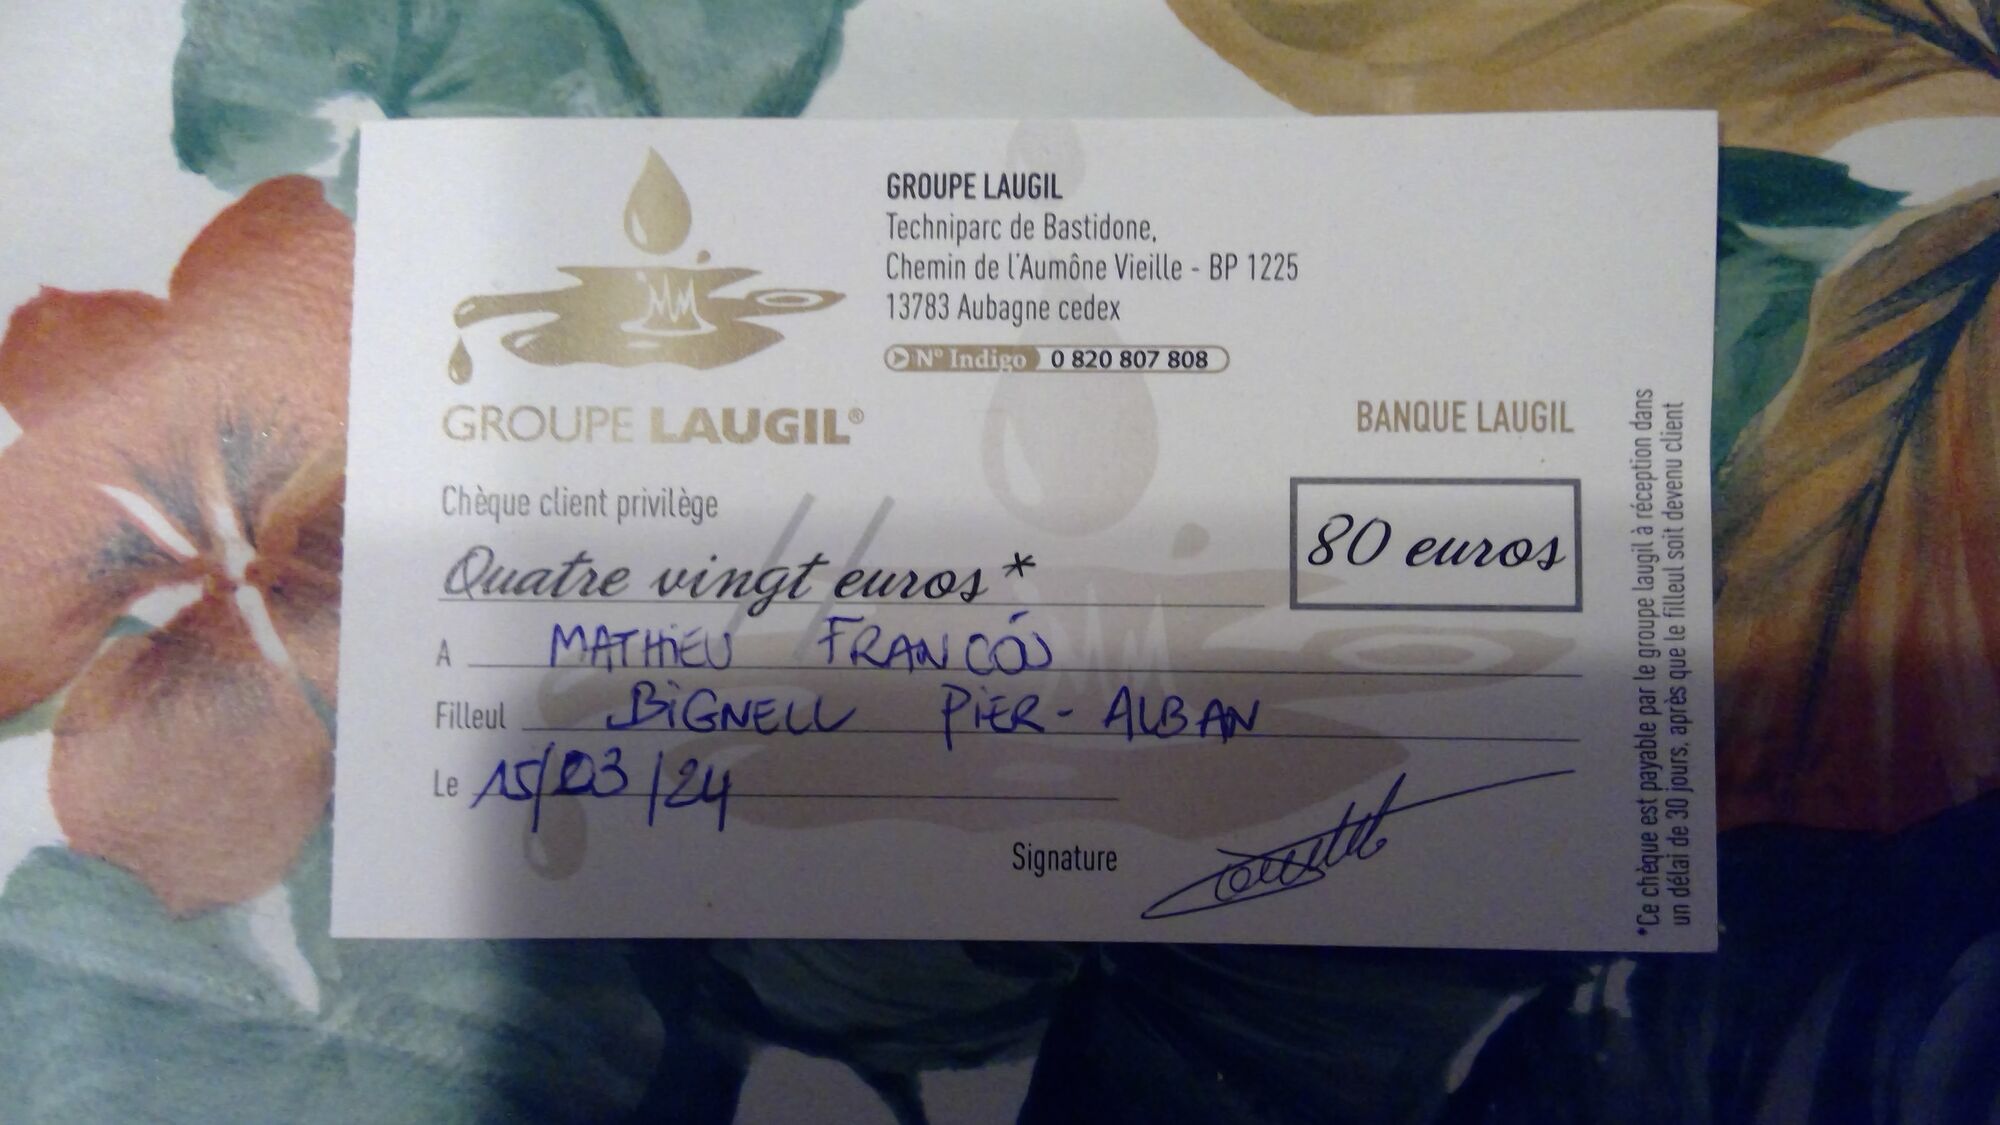 GROUPE LAUGIL®
GROUPE LAUGIL
Techniparc de Bastidone,
Chemin de l'Aumône Vieille - BP 1225
13783 Aubagne cedex
N° Indigo 0 820 807 808
BANQUE LAUGIL
Chèque client privilège
Quatre vingt euros*
80 euros
A MATHIEU FRANCOU
Filleul BIGNELL PIER-ALBAN
Le 15/03/24
Signature
*Ce chèque est payable par le groupe laugil à réception dans
un délai de 30 jours, après que le filleul soit devenu client